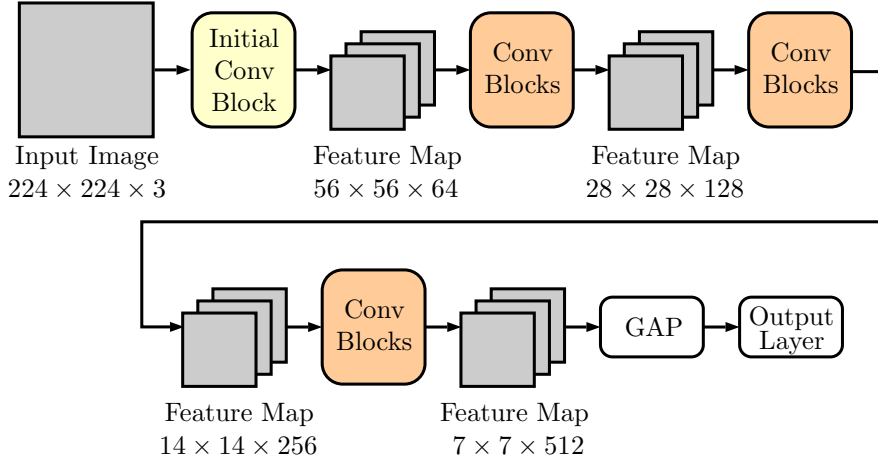 Initial
Conv
Block
Conv
Blocks
Conv
Blocks
Input Image
224 × 224 × 3
Feature Map
56 × 56 × 64
Feature Map
28 × 28 × 128
Conv
Blocks
GAP
Output
Layer
Feature Map
14 × 14 × 256
Feature Map
7 × 7 × 512